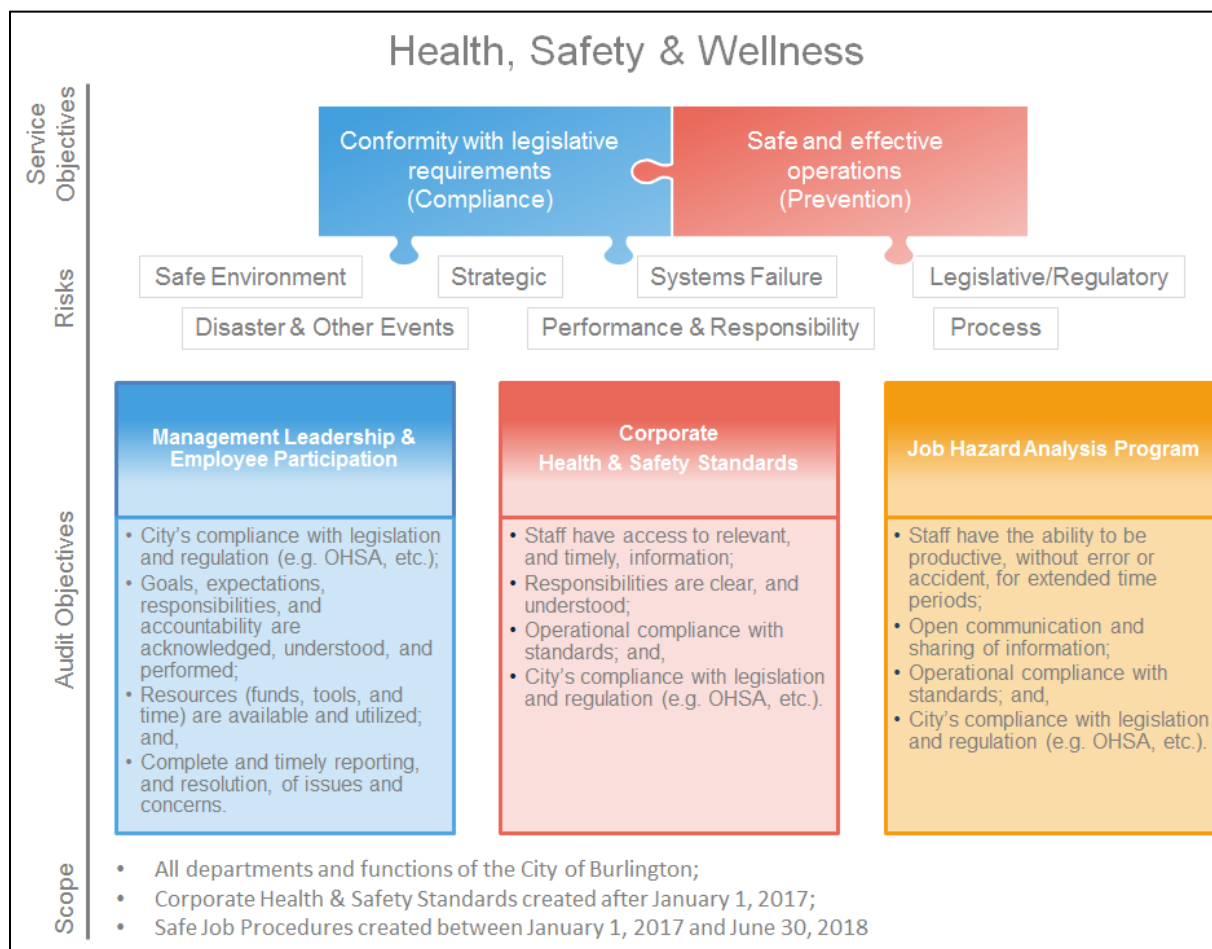 Health, Safety & Wellness
Service
Objectives
Conformity with legislative
requirements
(Compliance)
Safe and effective
operations
(Prevention)
Risks
Safe Environment
Strategic
Systems Failure
Legislative/Regulatory
Disaster & Other Events
Performance & Responsibility
Process
Audit Objectives
Management Leadership &
Employee Participation
• City's compliance with legislation
and regulation (e.g. OHSA, etc.);
• Goals, expectations,
responsibilities, and
accountability are
acknowledged, understood, and
performed;
• Resources (funds, tools, and
time) are available and utilized;
and,
• Complete and timely reporting,
and resolution, of issues and
concerns.
Corporate
Health & Safety Standards
• Staff have access to relevant,
and timely, information;
• Responsibilities are clear, and
understood;
• Operational compliance with
standards; and,
• City's compliance with legislation
and regulation (e.g. OHSA, etc.).
Job Hazard Analysis Program
• Staff have the ability to be
productive, without error or
accident, for extended time
periods;
• Open communication and
sharing of information;
• Operational compliance with
standards; and,
• City's compliance with legislation
and regulation (e.g. OHSA, etc.).
Scope
• All departments and functions of the City of Burlington;
• Corporate Health & Safety Standards created after January 1, 2017;
• Safe Job Procedures created between January 1, 2017 and June 30, 2018